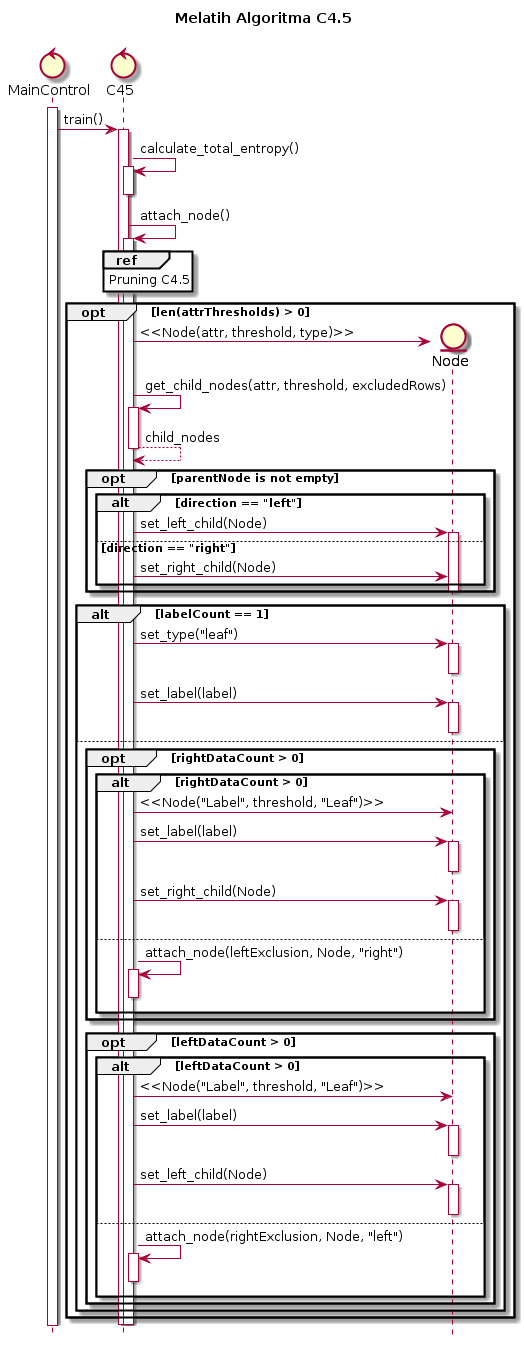 Melatih Algoritma C4.5
MainControl
C45
train()
calculate_total_entropy()
attach_node()
ref
Pruning C4.5
opt [len(attrThresholds) > 0]
<<Node(attr, threshold, type)>>
Node
get_child_nodes(attr, threshold, excludedRows)
child_nodes
opt [parentNode is not empty]
alt [direction == "left"]
set_left_child(Node)
[direction == "right"]
set_right_child(Node)
alt [labelCount == 1]
set_type("leaf")
set_label(label)
opt [rightDataCount > 0]
alt [rightDataCount > 0]
<<Node("Label", threshold, "Leaf")>>
set_label(label)
set_right_child(Node)
attach_node(leftExclusion, Node, "right")
opt [leftDataCount > 0]
alt [leftDataCount > 0]
<<Node("Label", threshold, "Leaf")>>
set_label(label)
set_left_child(Node)
attach_node(rightExclusion, Node, "left")